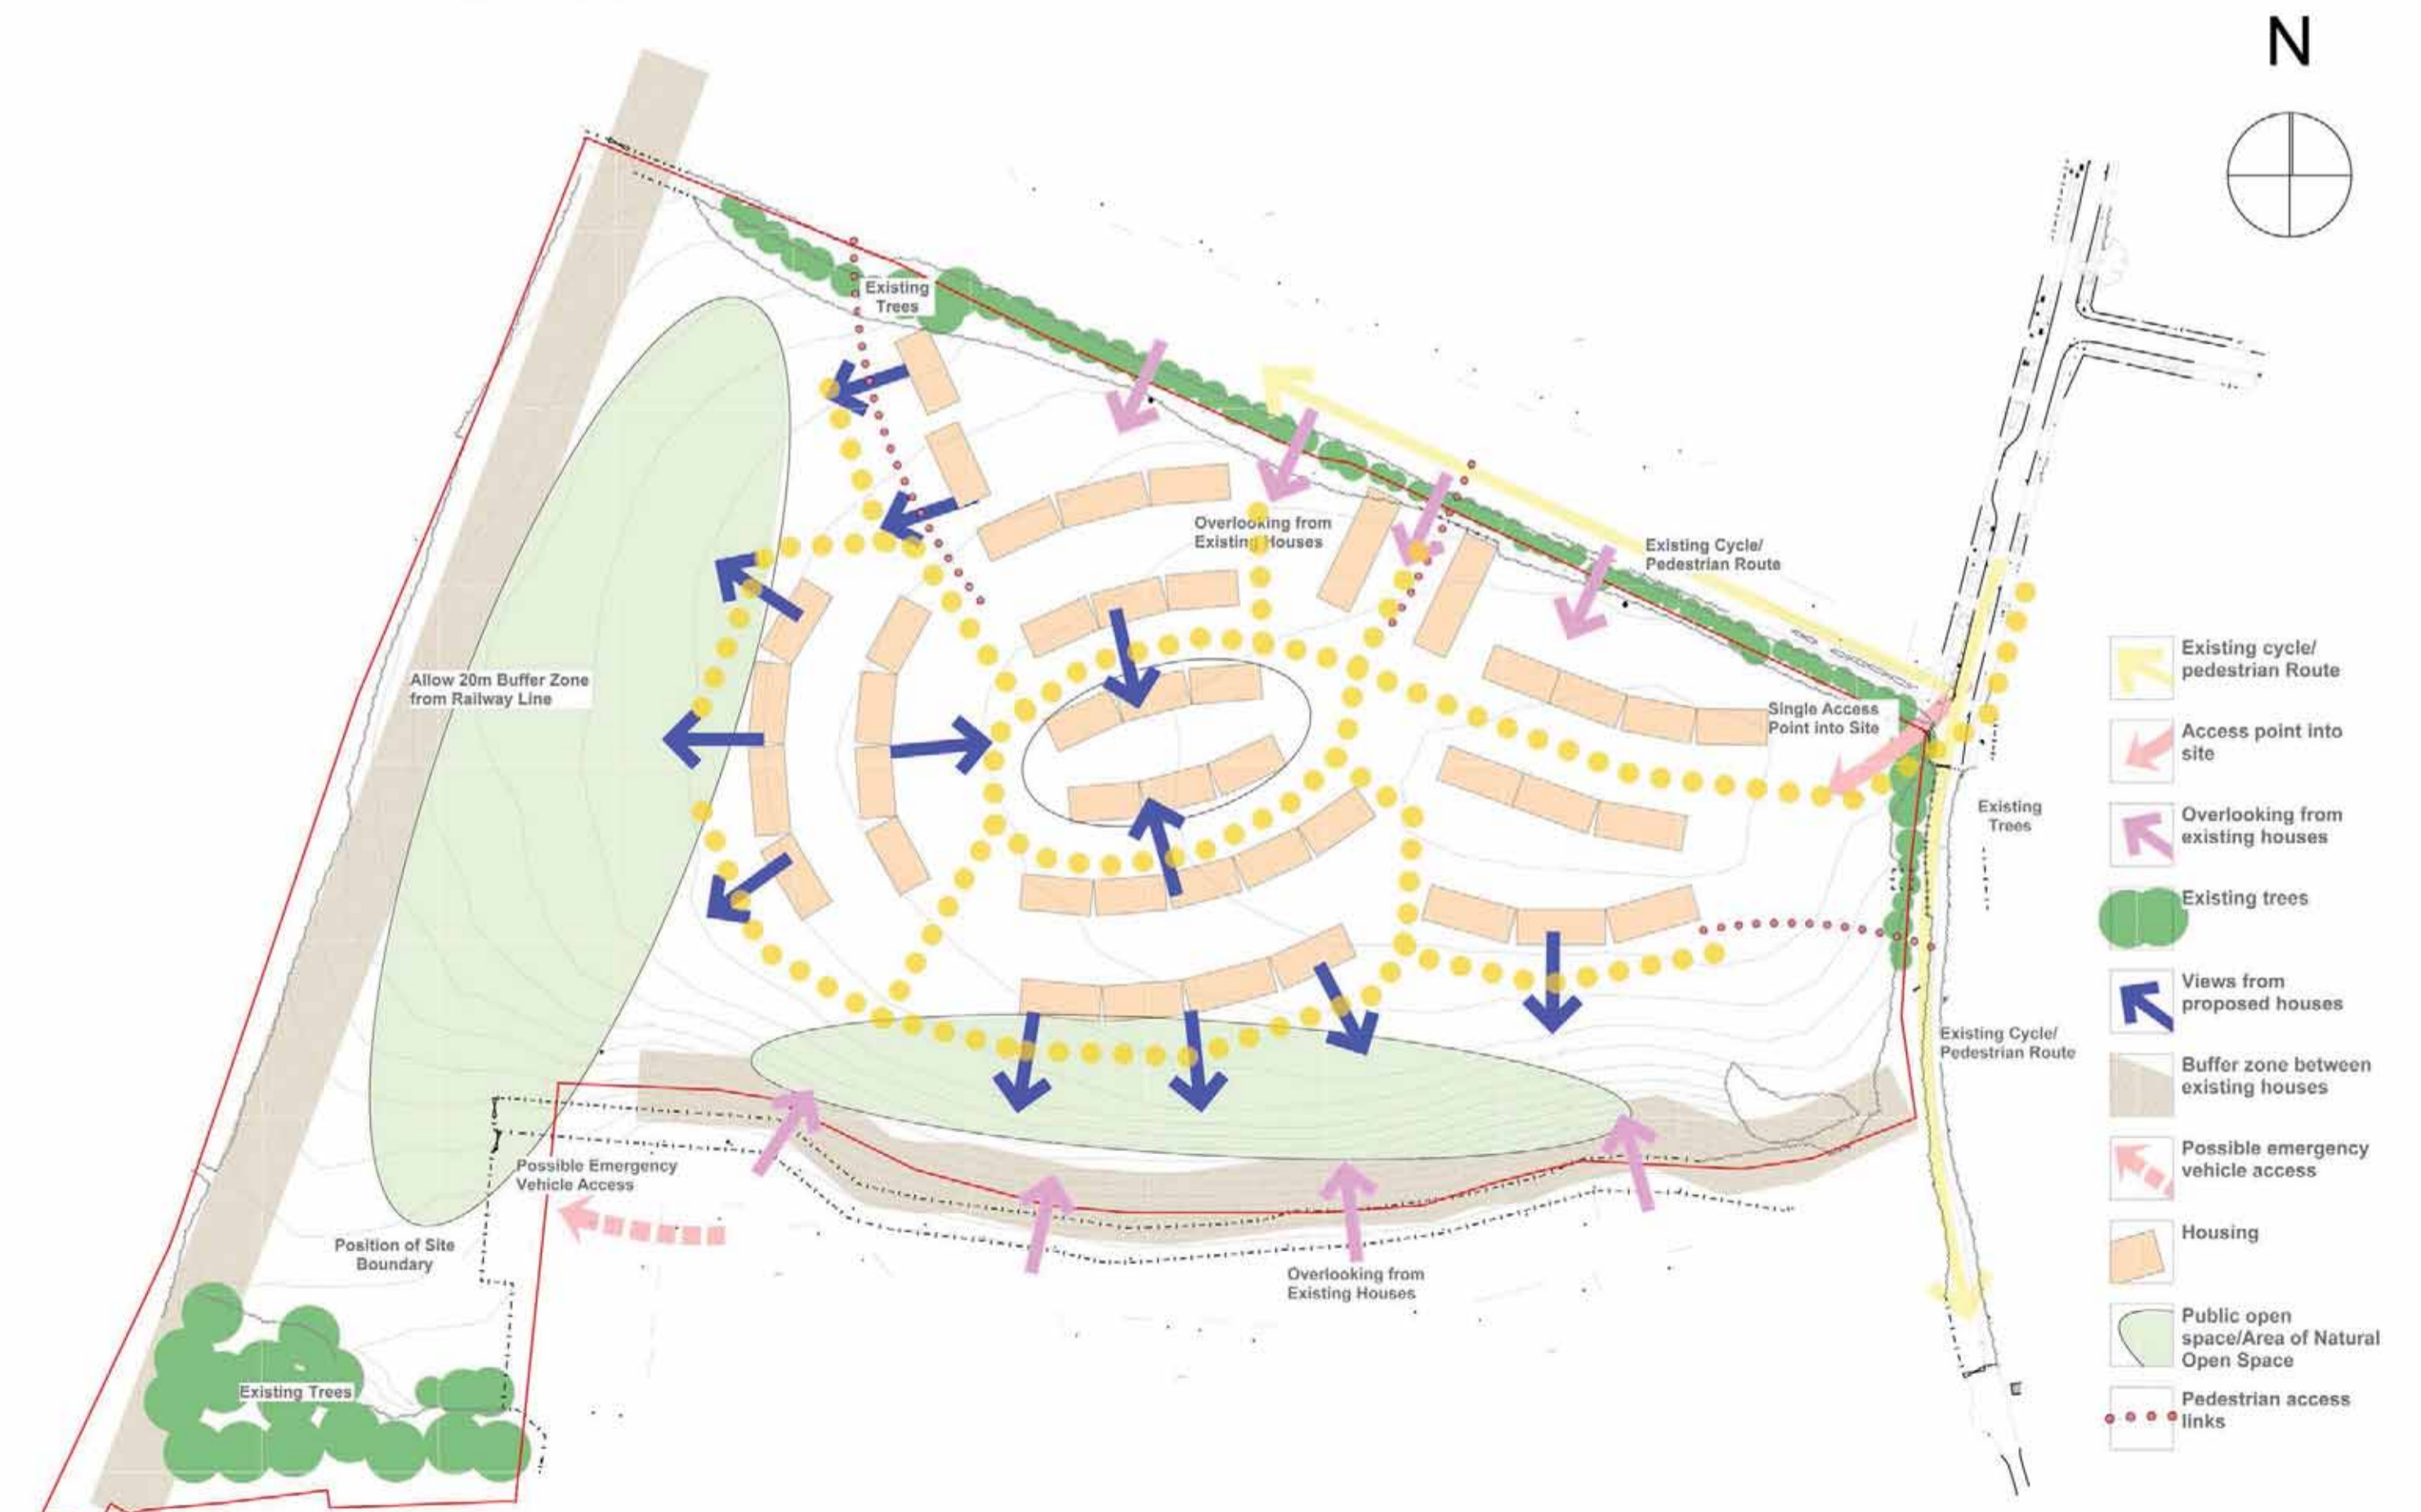 N
Existing
Trees
Overlooking from
Existing Houses
Existing Cycle/
Pedestrian Route
Allow 20m Buffer Zone
from Railway Line
Single Access
Point into Site
Existing
Trees
Existing Cycle/
Pedestrian Route
Possible Emergency
Vehicle Access
Position of Site
Boundary
Overlooking from
Existing Houses
Existing Trees
Existing cycle/
pedestrian Route
Access point into
site
Overlooking from
existing houses
Existing trees
Views from
proposed houses
Buffer zone between
existing houses
Possible emergency
vehicle access
Housing
Public open
space/Area of Natural
Open Space
Pedestrian access
links